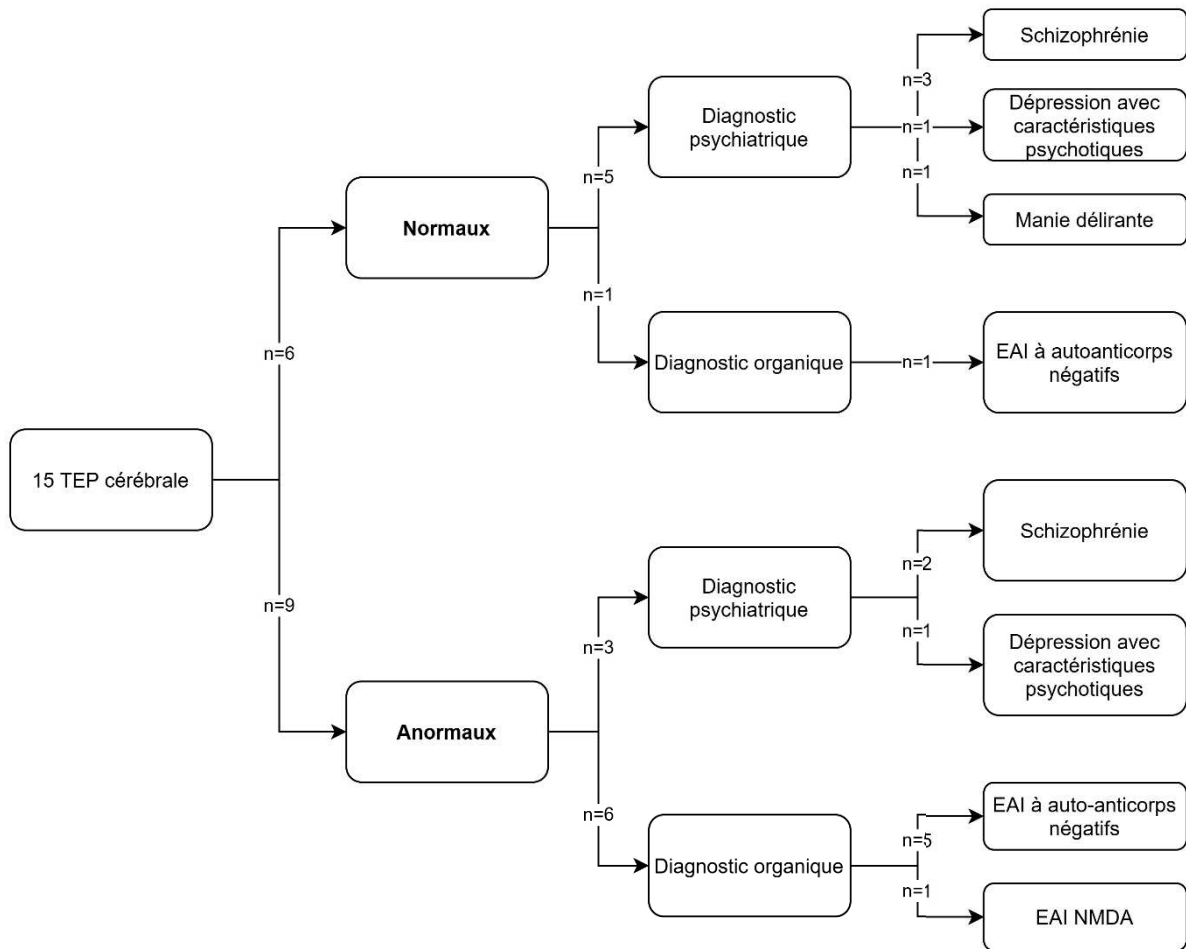 Schizophrénie
n=3
Diagnostic
psychiatrique
n=1
Dépression avec
caractéristiques
psychotiques
n=1
n=5
Manie délirante
Normaux
n=1
n=6
Diagnostic organique
n=1
EAI à autoanticorps
négatifs
15 TEP cérébrale
Schizophrénie
n=2
Diagnostic
psychiatrique
n=9
n=1
n=3
Dépression avec
caractéristiques
psychotiques
Anormaux
n=6
EAI à auto-anticorps
négatifs
n=5
Diagnostic organique
n=1
EAI NMDA